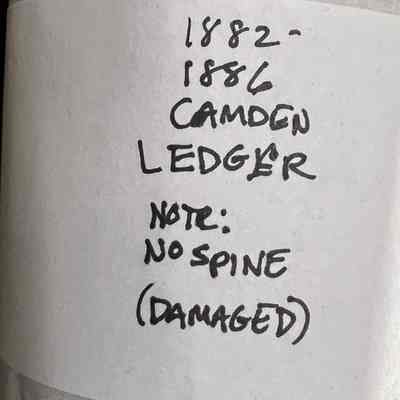 1882-
1886
CAMDEN
LEDGER
NOTE:
NO SPINE
(DAMAGED)